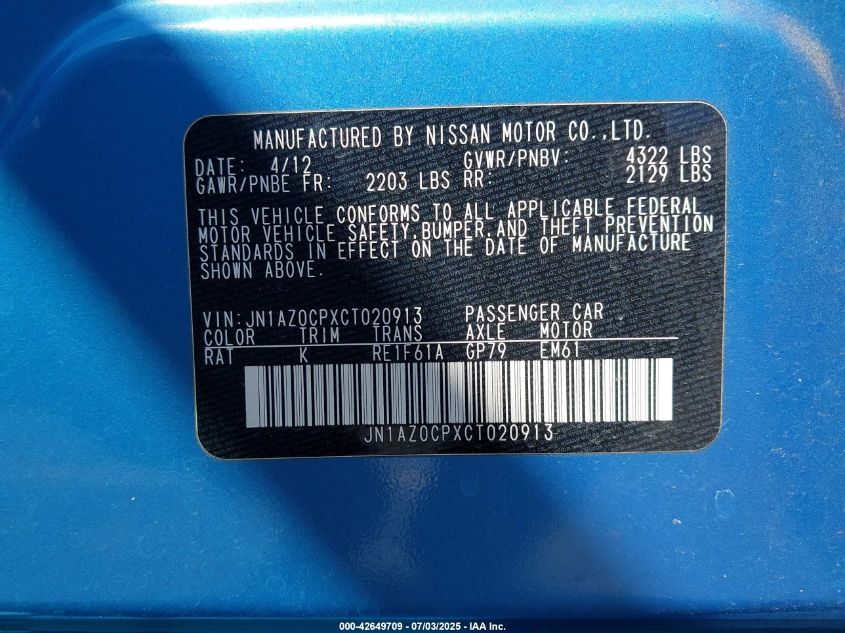 MANUFACTURED BY NISSAN MOTOR CO.,LTD.
DATE: 4/12 GVWR/PNBV: 4322 LBS
GAWR/PNBE FR: 2203 LBS RR: 2129 LBS
THIS VEHICLE CONFORMS TO ALL APPLICABLE FEDERAL
MOTOR VEHICLE SAFETY,BUMPER,AND THEFT PREVENTION
STANDARDS IN EFFECT ON THE DATE OF MANUFACTURE
SHOWN ABOVE.
VIN:JN1AZ0CPXCT020913 PASSENGER CAR
COLOR TRIM TRANS AXLE MOTOR
RAT K RE1F61A GP79 EM61
JN1AZ0CPXCT020913
000-42649709 - 07/03/2025 - IAA Inc.